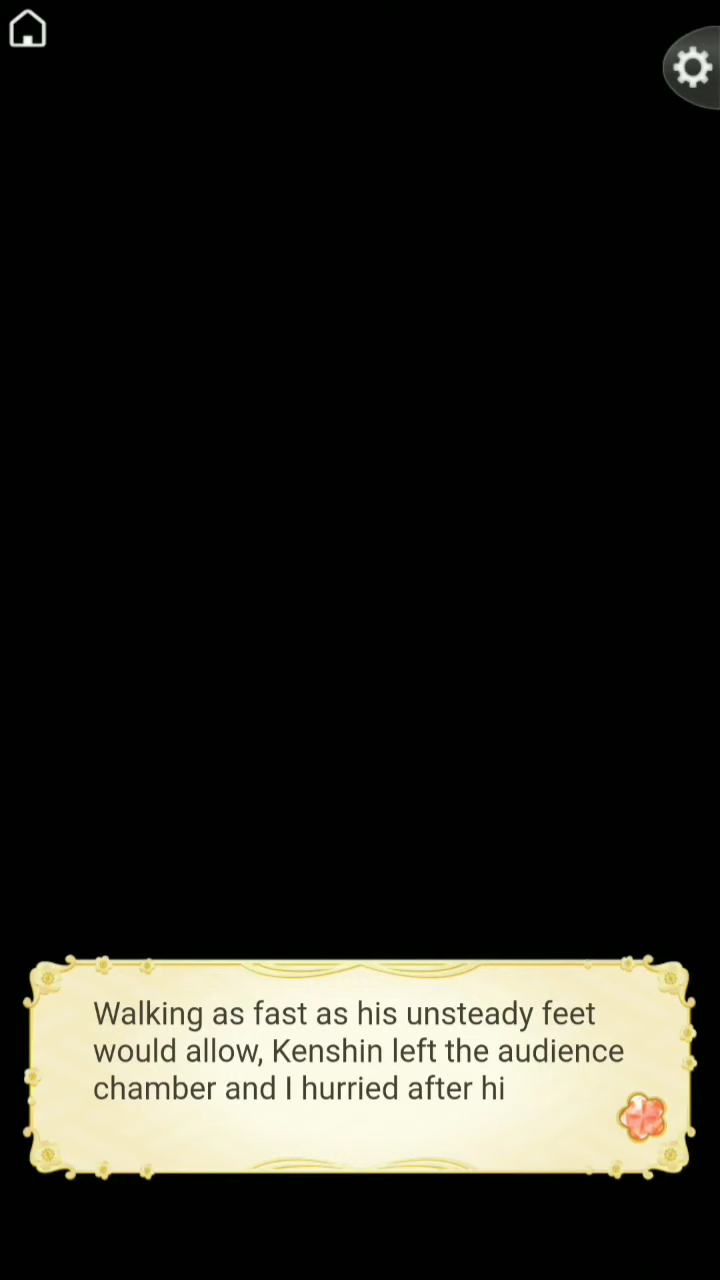 Walking as fast as his unsteady feet
would allow, Kenshin left the audience
chamber and I hurried after hi